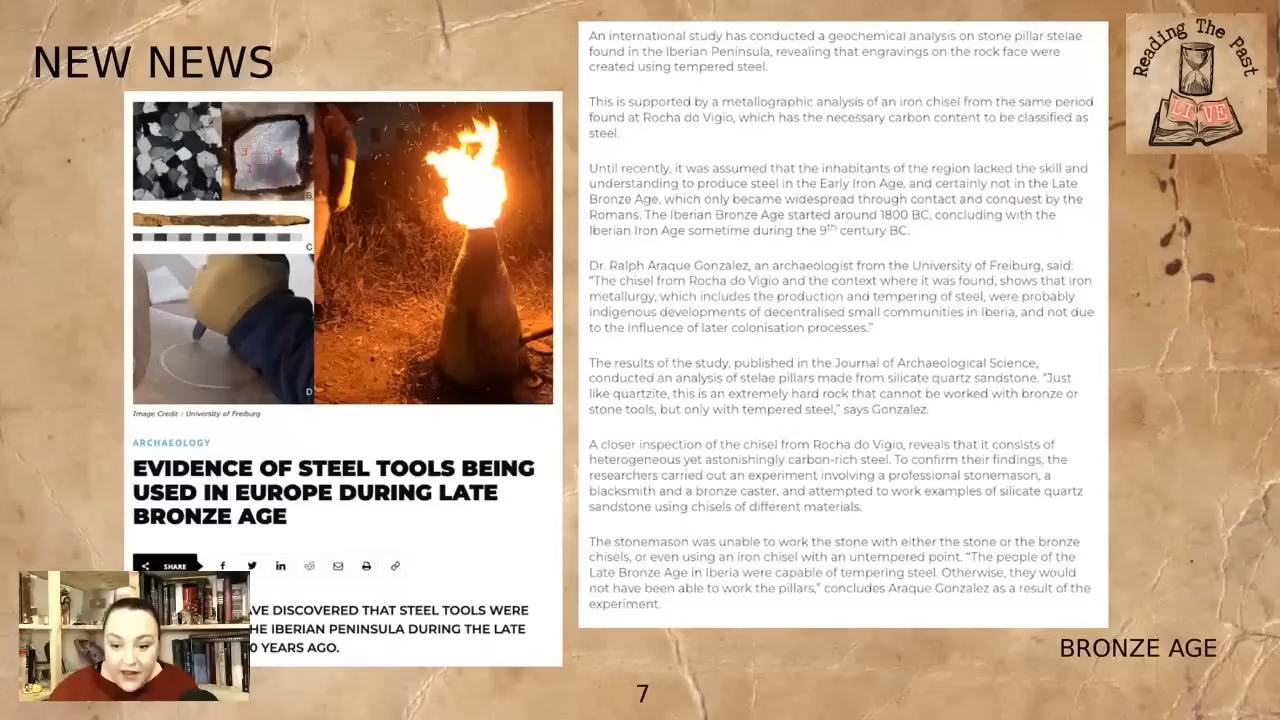 NEW NEWS
Reading The Past
LIVE
A
B
3
4
1
C
D
Image Credit : University of Freiburg
ARCHAEOLOGY
EVIDENCE OF STEEL TOOLS BEING
USED IN EUROPE DURING LATE
BRONZE AGE
SHARE
AVE DISCOVERED THAT STEEL TOOLS WERE
HE IBERIAN PENINSULA DURING THE LATE
0 YEARS AGO.
An international study has conducted a geochemical analysis on stone pillar stelae
found in the Iberian Peninsula, revealing that engravings on the rock face were
created using tempered steel.
This is supported by a metallographic analysis of an iron chisel from the same period
found at Rocha do Vigio, which has the necessary carbon content to be classified as
steel.
Until recently, it was assumed that the inhabitants of the region lacked the skill and
understanding to produce steel in the Early Iron Age, and certainly not in the Late
Bronze Age, which only became widespread through contact and conquest by the
Romans. The Iberian Bronze Age started around 1800 BC, concluding with the
Iberian Iron Age sometime during the 9th century BC.
Dr. Ralph Araque Gonzalez, an archaeologist from the University of Freiburg, said:
“The chisel from Rocha do Vigio and the context where it was found, shows that iron
metallurgy, which includes the production and tempering of steel, were probably
indigenous developments of decentralised small communities in Iberia, and not due
to the influence of later colonisation processes.”
The results of the study, published in the Journal of Archaeological Science,
conducted an analysis of stelae pillars made from silicate quartz sandstone. “Just
like quartzite, this is an extremely hard rock that cannot be worked with bronze or
stone tools, but only with tempered steel,” says Gonzalez.
A closer inspection of the chisel from Rocha do Vigio, reveals that it consists of
heterogeneous yet astonishingly carbon-rich steel. To confirm their findings, the
researchers carried out an experiment involving a professional stonemason, a
blacksmith and a bronze caster, and attempted to work examples of silicate quartz
sandstone using chisels of different materials.
The stonemason was unable to work the stone with either the stone or the bronze
chisels, or even using an iron chisel with an untempered point. “The people of the
Late Bronze Age in Iberia were capable of tempering steel. Otherwise, they would
not have been able to work the pillars,” concludes Araque Gonzalez as a result of the
experiment.
BRONZE AGE
7